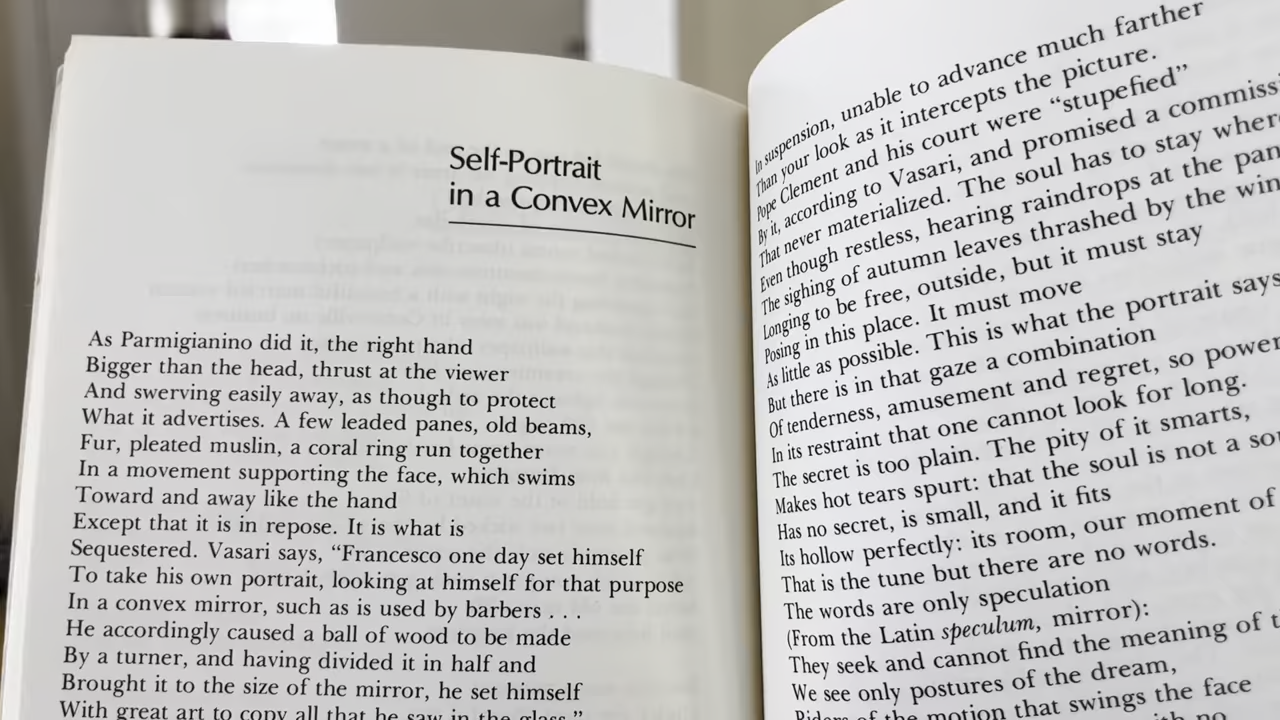 Self-Portrait
in a Convex Mirror
As Parmigianino did it, the right hand
Bigger than the head, thrust at the viewer
And swerving easily away, as though to protect
What it advertises. A few leaded panes, old beams,
Fur, pleated muslin, a coral ring run together
In a movement supporting the face, which swims
Toward and away like the hand
Except that it is in repose. It is what is
Sequestered. Vasari says, “Francesco one day set himself
To take his own portrait, looking at himself for that purpose
In a convex mirror, such as is used by barbers . . .
He accordingly caused a ball of wood to be made
By a turner, and having divided it in half and
Brought it to the size of the mirror, he set himself
With great art to copy all that he saw in the glass,”
In suspension, unable to advance much farther
Than your look as it intercepts the picture.
Pope Clement and his court were “stupefied”
By it, according to Vasari, and promised a commiss
That never materialized. The soul has to stay wher
Even though restless, hearing raindrops at the pan
The sighing of autumn leaves thrashed by the win
Longing to be free, outside, but it must stay
Posing in this place. It must move
As little as possible. This is what the portrait says
But there is in that gaze a combination
Of tenderness, amusement and regret, so power
In its restraint that one cannot look for long.
The secret is too plain. The pity of it smarts,
Makes hot tears spurt: that the soul is not a so
Has no secret, is small, and it fits
Its hollow perfectly: its room, our moment of
That is the tune but there are no words.
The words are only speculation
(From the Latin speculum, mirror):
They seek and cannot find the meaning of t
We see only postures of the dream,
Riders of the motion that swings the face
with no